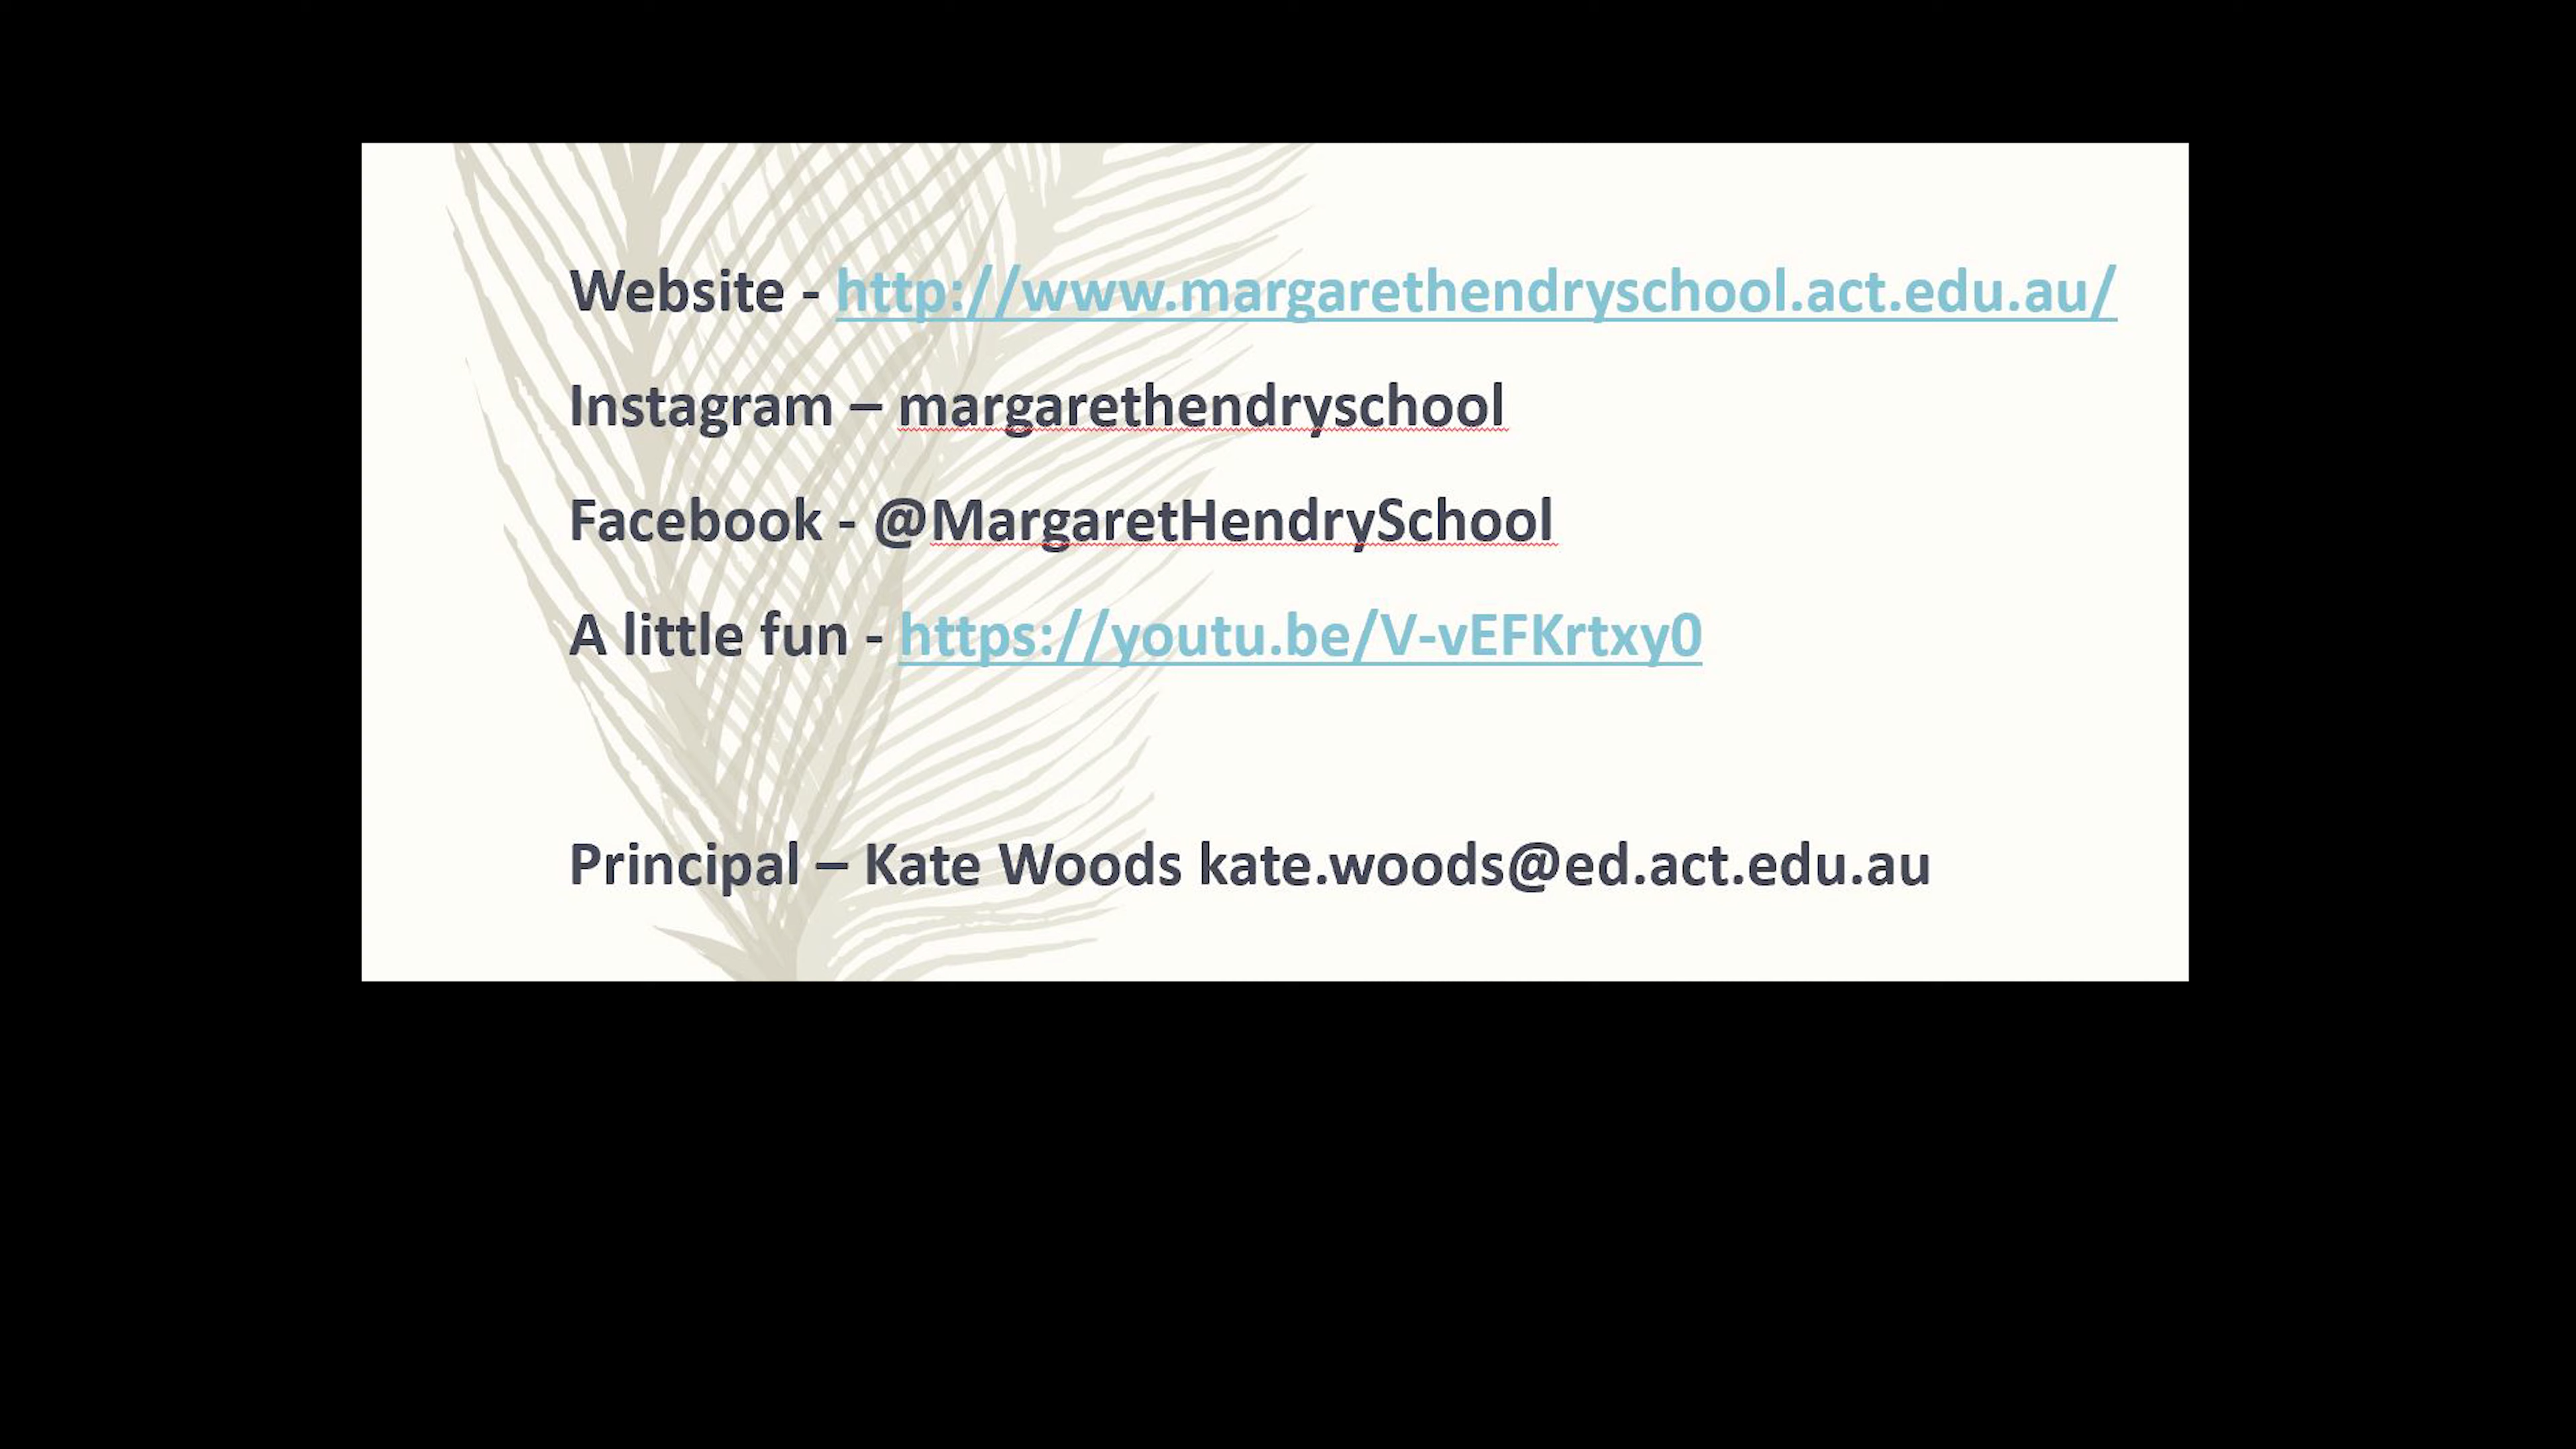 Website - http://www.margarethendryschool.act.edu.au/
Instagram – margarethendryschool
Facebook - @MargaretHendrySchool
A little fun - https://youtu.be/V-vEFKrtxy0
Principal – Kate Woods kate.woods@ed.act.edu.au